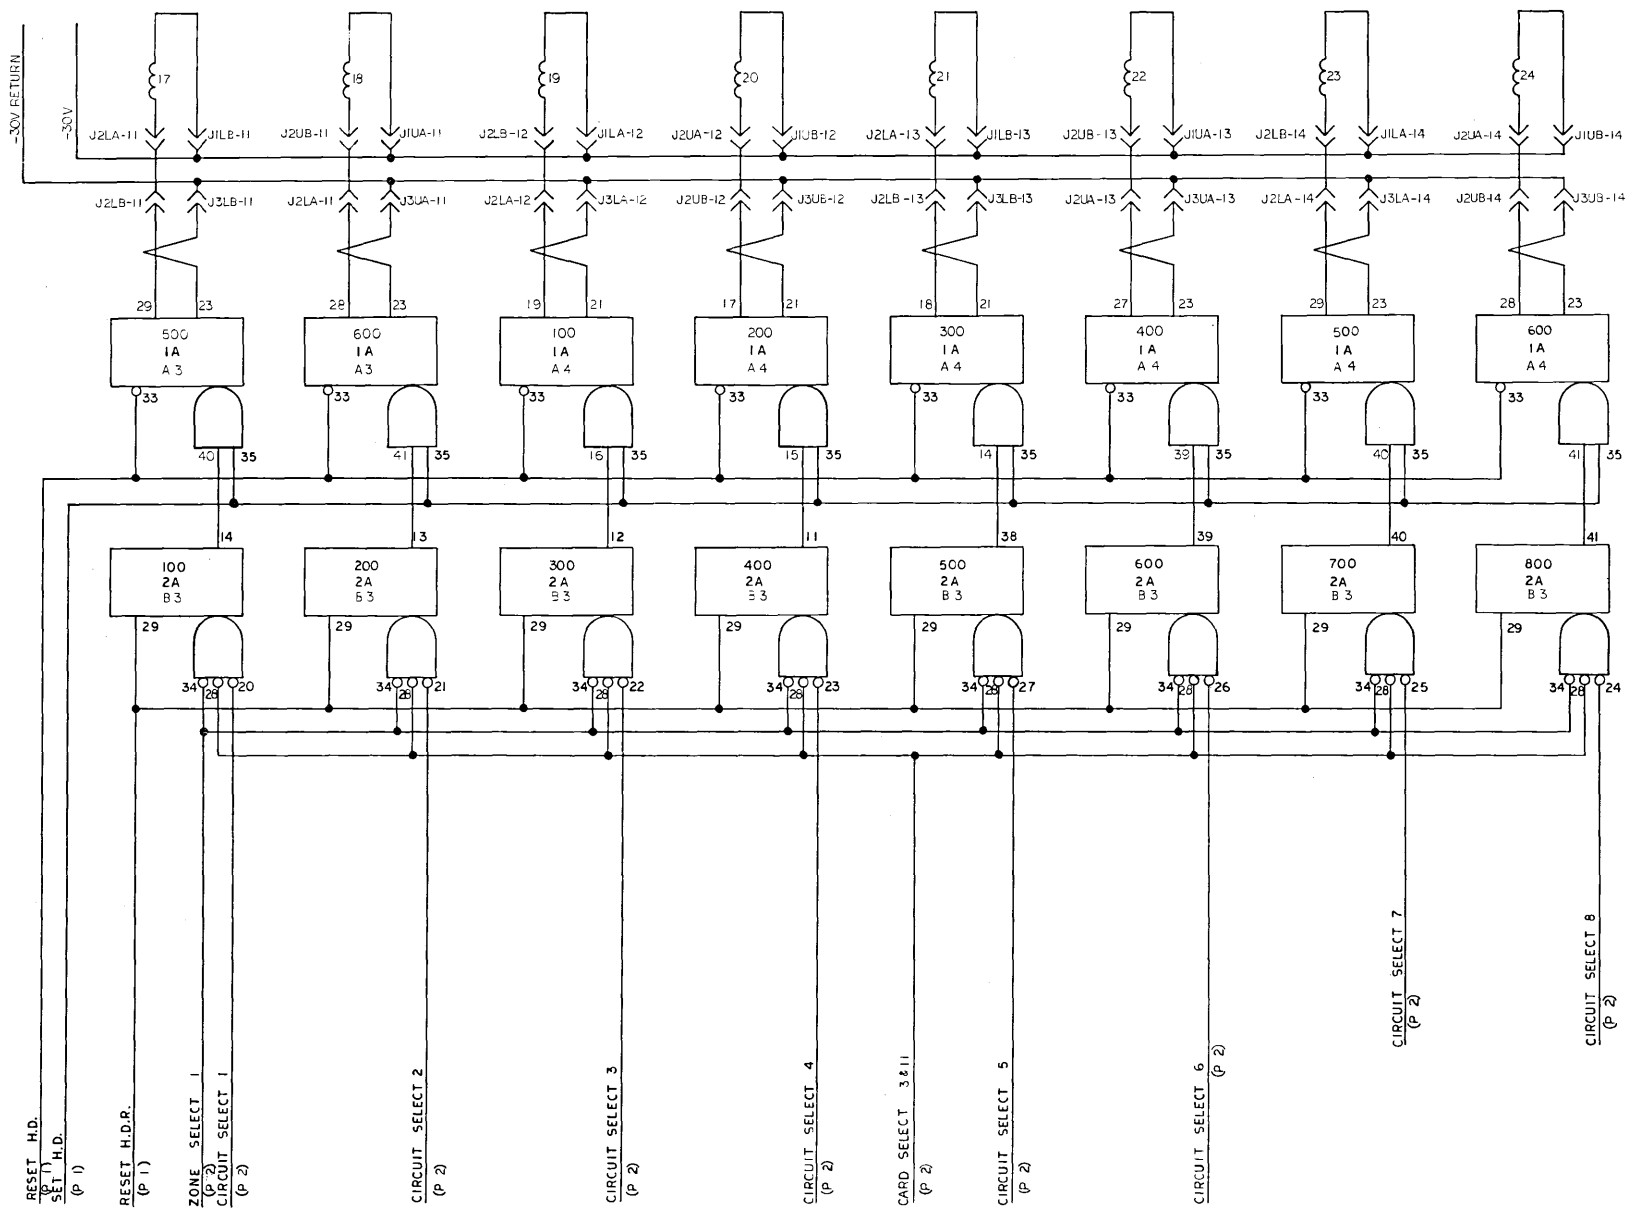 -30V RETURN
-30V
17 18 19 20 21 22 23 24
J2LA-11 J1LB-11 J2UB-11 J1UA-11 J2LB-12 J1LA-12 J2UA-12 J1UB-12 J2LA-13 J1LB-13 J2UB-13 J1UA-13 J2LB-14 J1LA-14 J2UA-14 J1UB-14
J2LB-11 J3LB-11 J2LA-11 J3UA-11 J2LA-12 J3LA-12 J2UB-12 J3UB-12 J2LB-13 J3LB-13 J2UA-13 J3UA-13 J2LA-14 J3LA-14 J2UB-14 J3UB-14
29 23 28 23 19 21 17 21 18 21 27 23 29 23 28 23
500 600 100 200 300 400 500 600
1A 1A 1A 1A 1A 1A 1A 1A
A3 A3 A4 A4 A4 A4 A4 A4
33 33 33 33 33 33 33 33
40 35 41 35 16 35 15 35 14 35 39 35 40 35 41 35
14 13 12 11 38 39 40 41
100 200 300 400 500 600 700 800
2A 2A 2A 2A 2A 2A 2A 2A
B3 B3 B3 B3 B3 B3 B3 B3
29 29 29 29 29 29 29 29
34 28 20 34 28 21 34 28 22 34 28 23 34 28 27 34 28 26 34 28 25 34 28 24
RESET H.D.
(P 1)
SET H.D.
(P 1)
RESET H.D.R.
(P 1)
ZONE SELECT 1
(P 2)
CIRCUIT SELECT 1
(P 2)
CIRCUIT SELECT 2
(P 2)
CIRCUIT SELECT 3
(P 2)
CIRCUIT SELECT 4
(P 2)
CARD SELECT 3&11
(P 2)
CIRCUIT SELECT 5
(P 2)
CIRCUIT SELECT 6
(P 2)
CIRCUIT SELECT 7
(P 2)
CIRCUIT SELECT 8
(P 2)